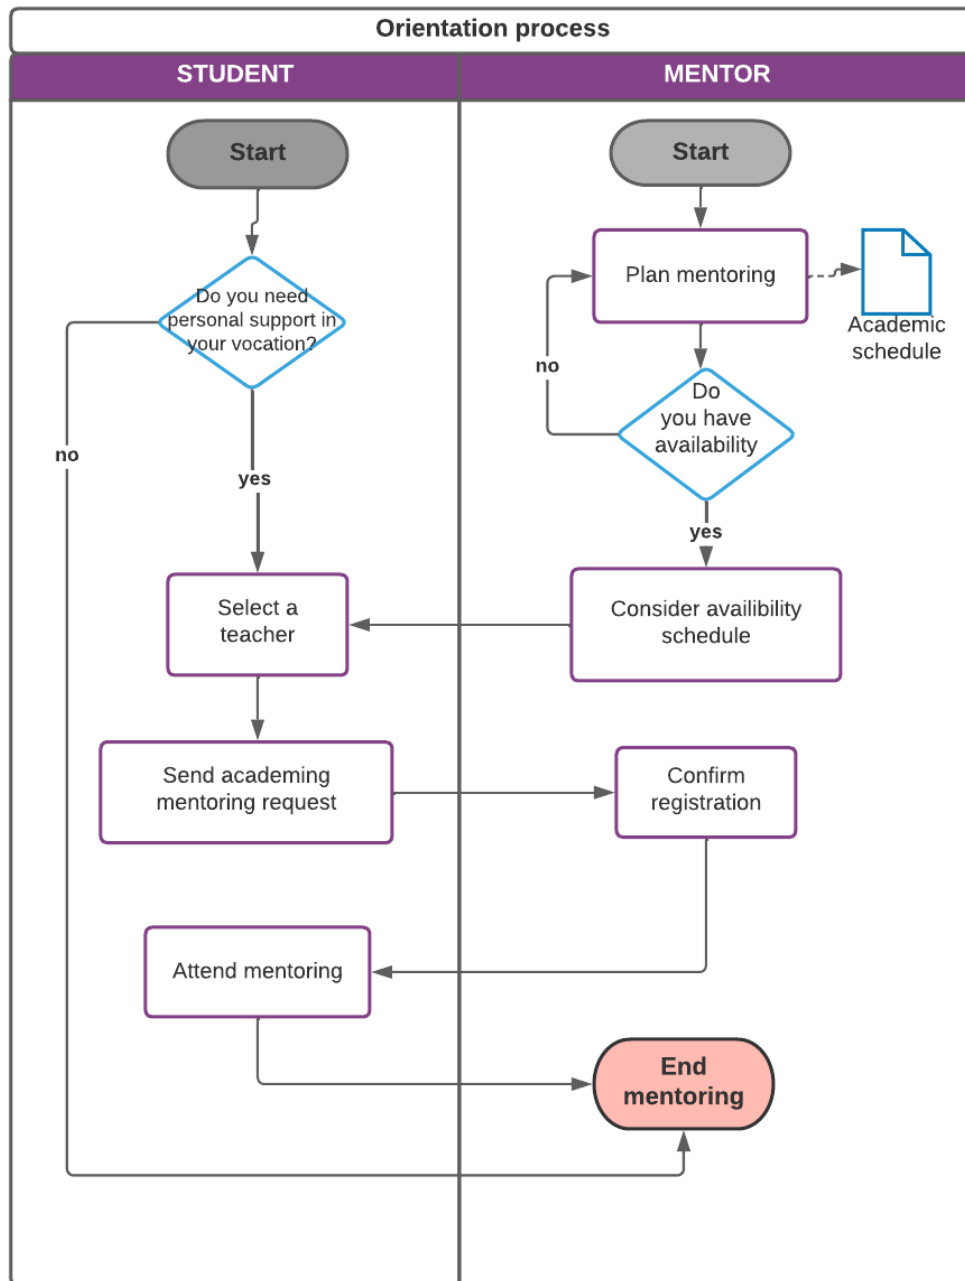 Orientation process
STUDENT
MENTOR
Start
Start
Do you need
personal support in
your vocation?
Plan mentoring
Academic
schedule
no
Do
you have
availability
no
yes
yes
Select a
teacher
Consider availibility
schedule
Send academing
mentoring request
Confirm
registration
Attend mentoring
End
mentoring